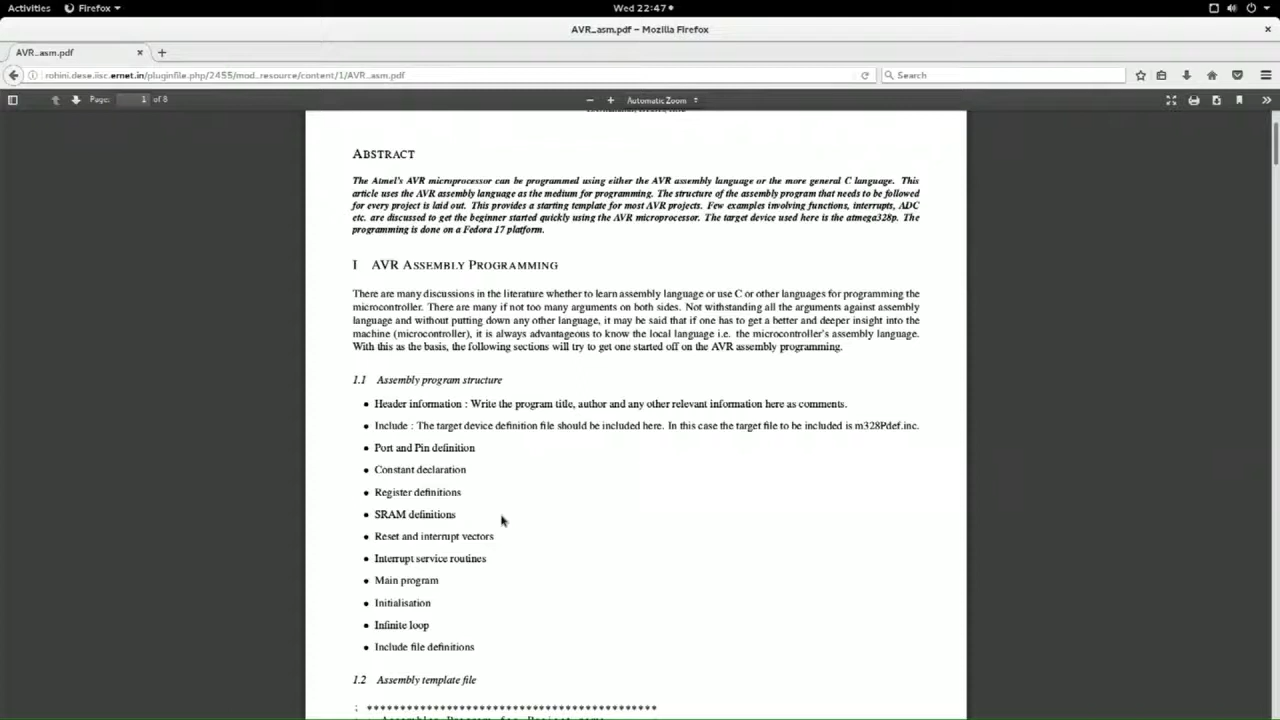 Activities Firefox Wed 22:47
AVR_asm.pdf – Mozilla Firefox
AVR_asm.pdf
rohini.dese.iisc.ernet.in/pluginfile.php/2455/mod_resource/content/1/AVR_asm.pdf Search
Page: 1 of 8 Automatic Zoom
ABSTRACT
The Atmel's AVR microprocessor can be programmed using either the AVR assembly language or the more general C language. This
article uses the AVR assembly language as the medium for programming. The structure of the assembly program that needs to be followed
for every project is laid out. This provides a starting template for most AVR projects. Few examples involving functions, interrupts, ADC
etc. are discussed to get the beginner started quickly using the AVR microprocessor. The target device used here is the atmega328p. The
programming is done on a Fedora 17 platform.
I AVR ASSEMBLY PROGRAMMING
There are many discussions in the literature whether to learn assembly language or use C or other languages for programming the
microcontroller. There are many if not too many arguments on both sides. Not withstanding all the arguments against assembly
language and without putting down any other language, it may be said that if one has to get a better and deeper insight into the
machine (microcontroller), it is always advantageous to know the local language i.e. the microcontroller's assembly language.
With this as the basis, the following sections will try to get one started off on the AVR assembly programming.
1.1 Assembly program structure
• Header information : Write the program title, author and any other relevant information here as comments.
• Include : The target device definition file should be included here. In this case the target file to be included is m328Pdef.inc.
• Port and Pin definition
• Constant declaration
• Register definitions
• SRAM definitions
• Reset and interrupt vectors
• Interrupt service routines
• Main program
• Initialisation
• Infinite loop
• Include file definitions
1.2 Assembly template file
; ******************************************